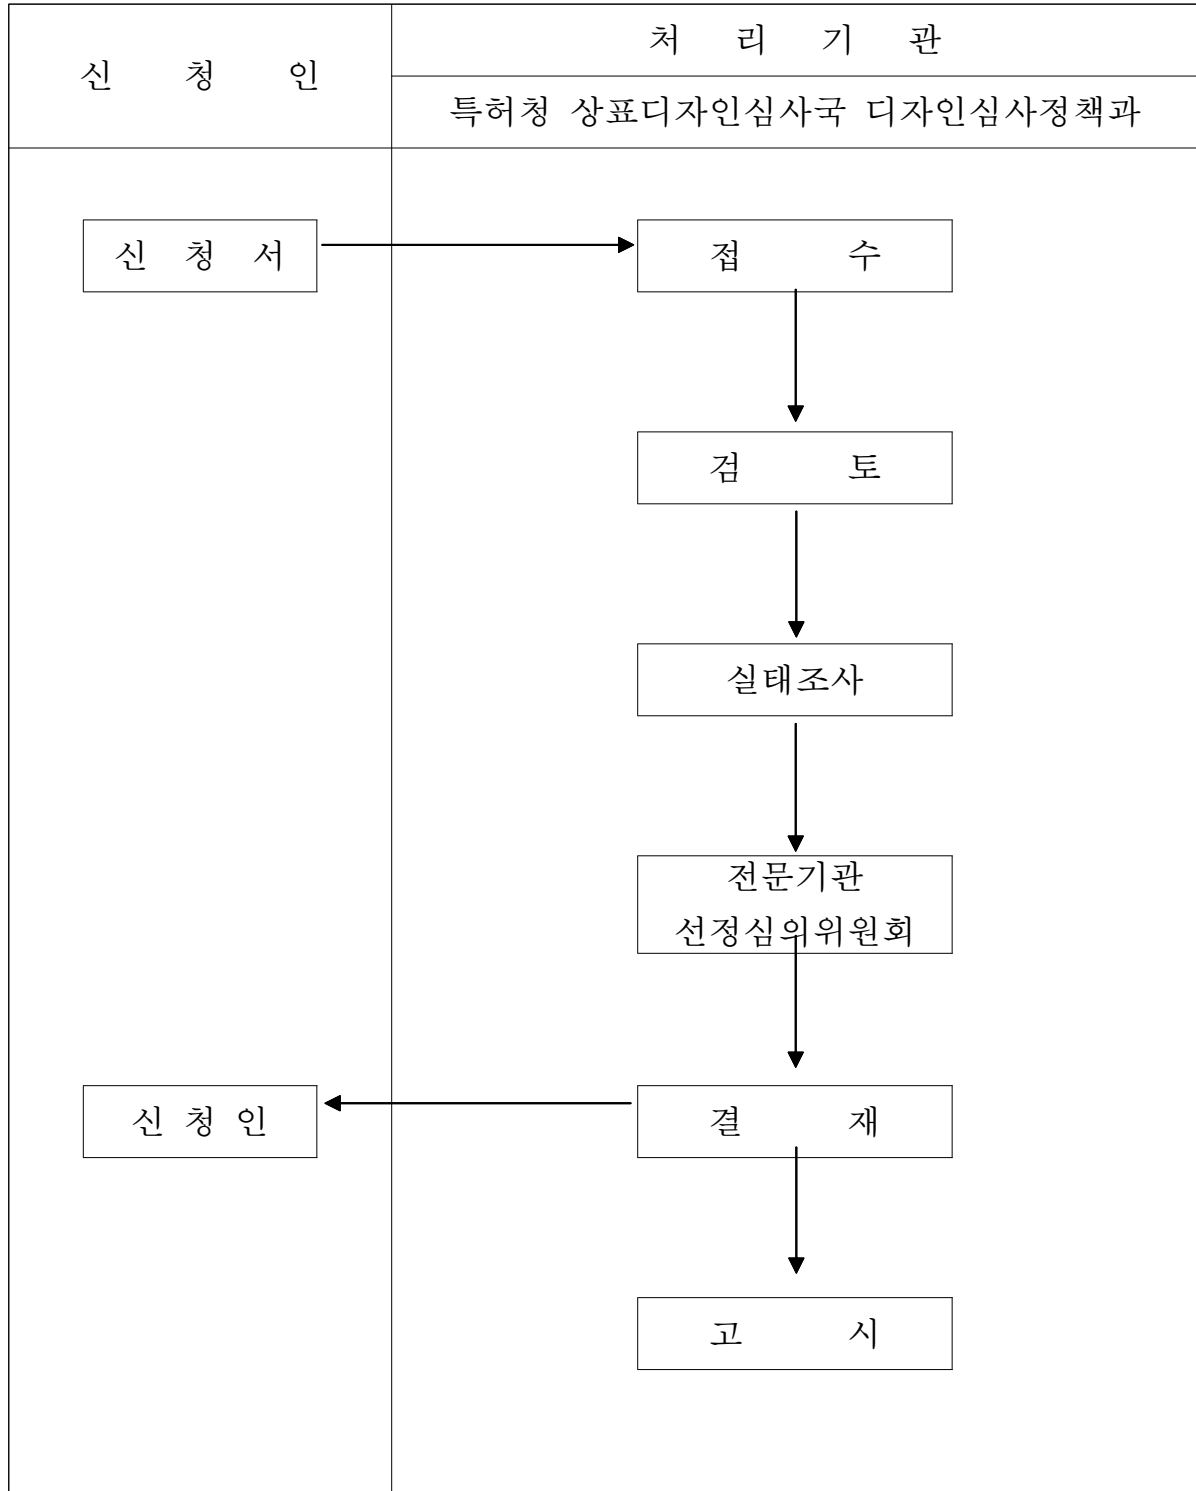 신 청 인
처 리 기 관
특허청 상표디자인심사국 디자인심사정책과
신 청 서
접 수
검 토
실태조사
전문기관
선정심의위원회
신 청 인
결 재
고 시